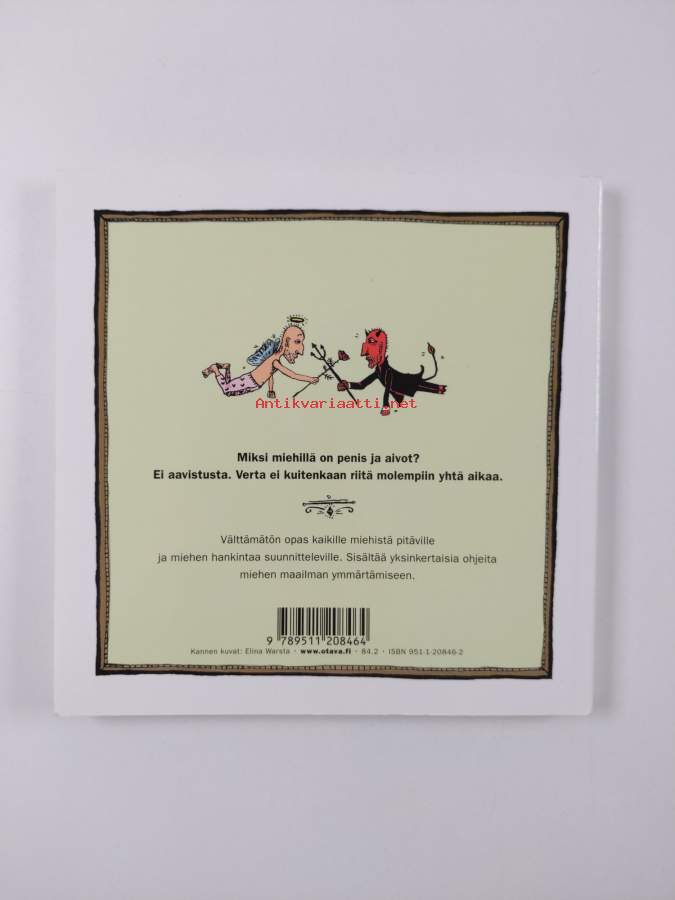 Antikvariaatti.net
Miksi miehillä on penis ja aivot?
Ei aavistusta. Verta ei kuitenkaan riitä molempiin yhtä aikaa.
Välttämätön opas kaikille miehistä pitäville
ja miehen hankintaa suunnitteleville. Sisältää yksinkertaisia ohjeita
miehen maailman ymmärtämiseen.
9 789511 208464
Kannen kuvat: Elina Warsta · www.otava.fi · 84.2 · ISBN 951-1-20846-2